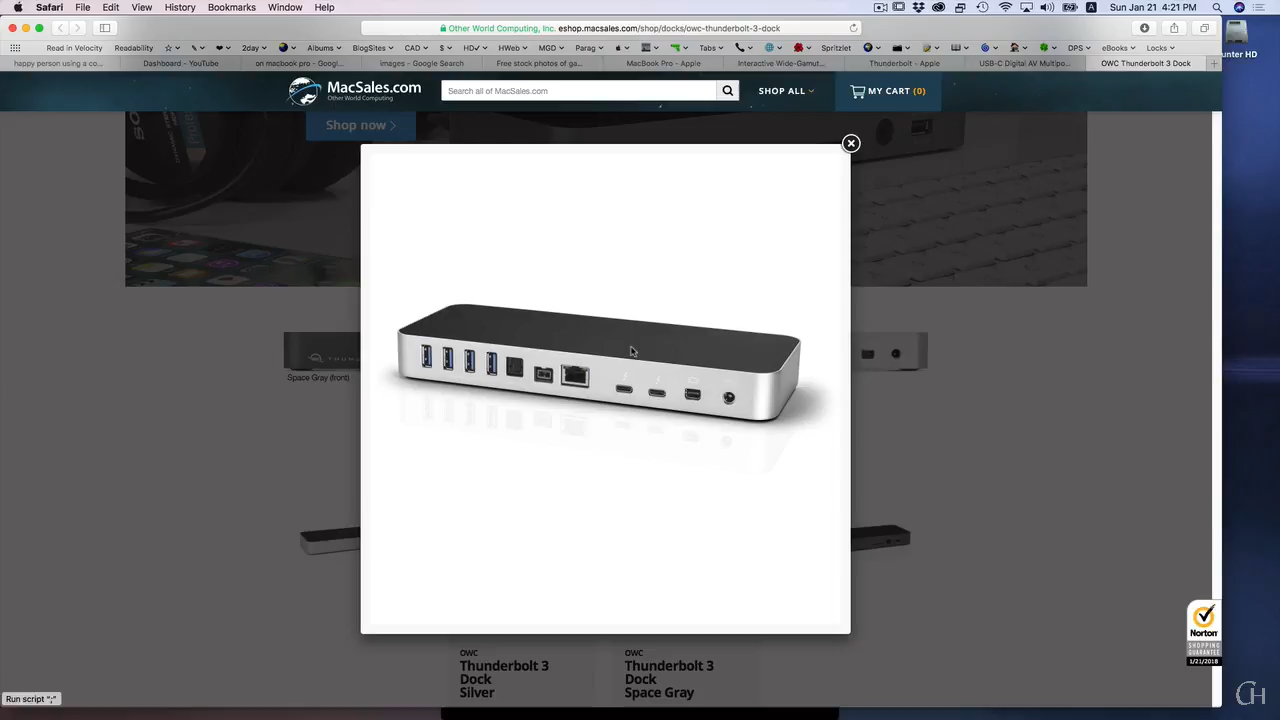 Safari File Edit View History Bookmarks Window Help
Sun Jan 21 4:21 PM
Other World Computing, Inc. eshop.macsales.com/shop/docks/owc-thunderbolt-3-dock
Read in Velocity Readability 2day Albums BlogSites CAD $ HDv HWeb MGD Parag Tabs Spritzlet DPS eBooks Locks
happy person using a co... Dashboard - YouTube on macbook pro - Googl... images - Google Search Free stock photos of ga... MacBook Pro - Apple Interactive Wide-Gamut... Thunderbolt - Apple USB-C Digital AV Multipo... OWC Thunderbolt 3 Dock
unter HD
MacSales.com
Other World Computing
Search all of MacSales.com
SHOP ALL
MY CART (0)
Shop now
Space Gray (front)
Norton
SHOPPING
GUARANTEE
1/21/2018
OWC
Thunderbolt 3
Dock
Silver
OWC
Thunderbolt 3
Dock
Space Gray
Run script ";"
CH